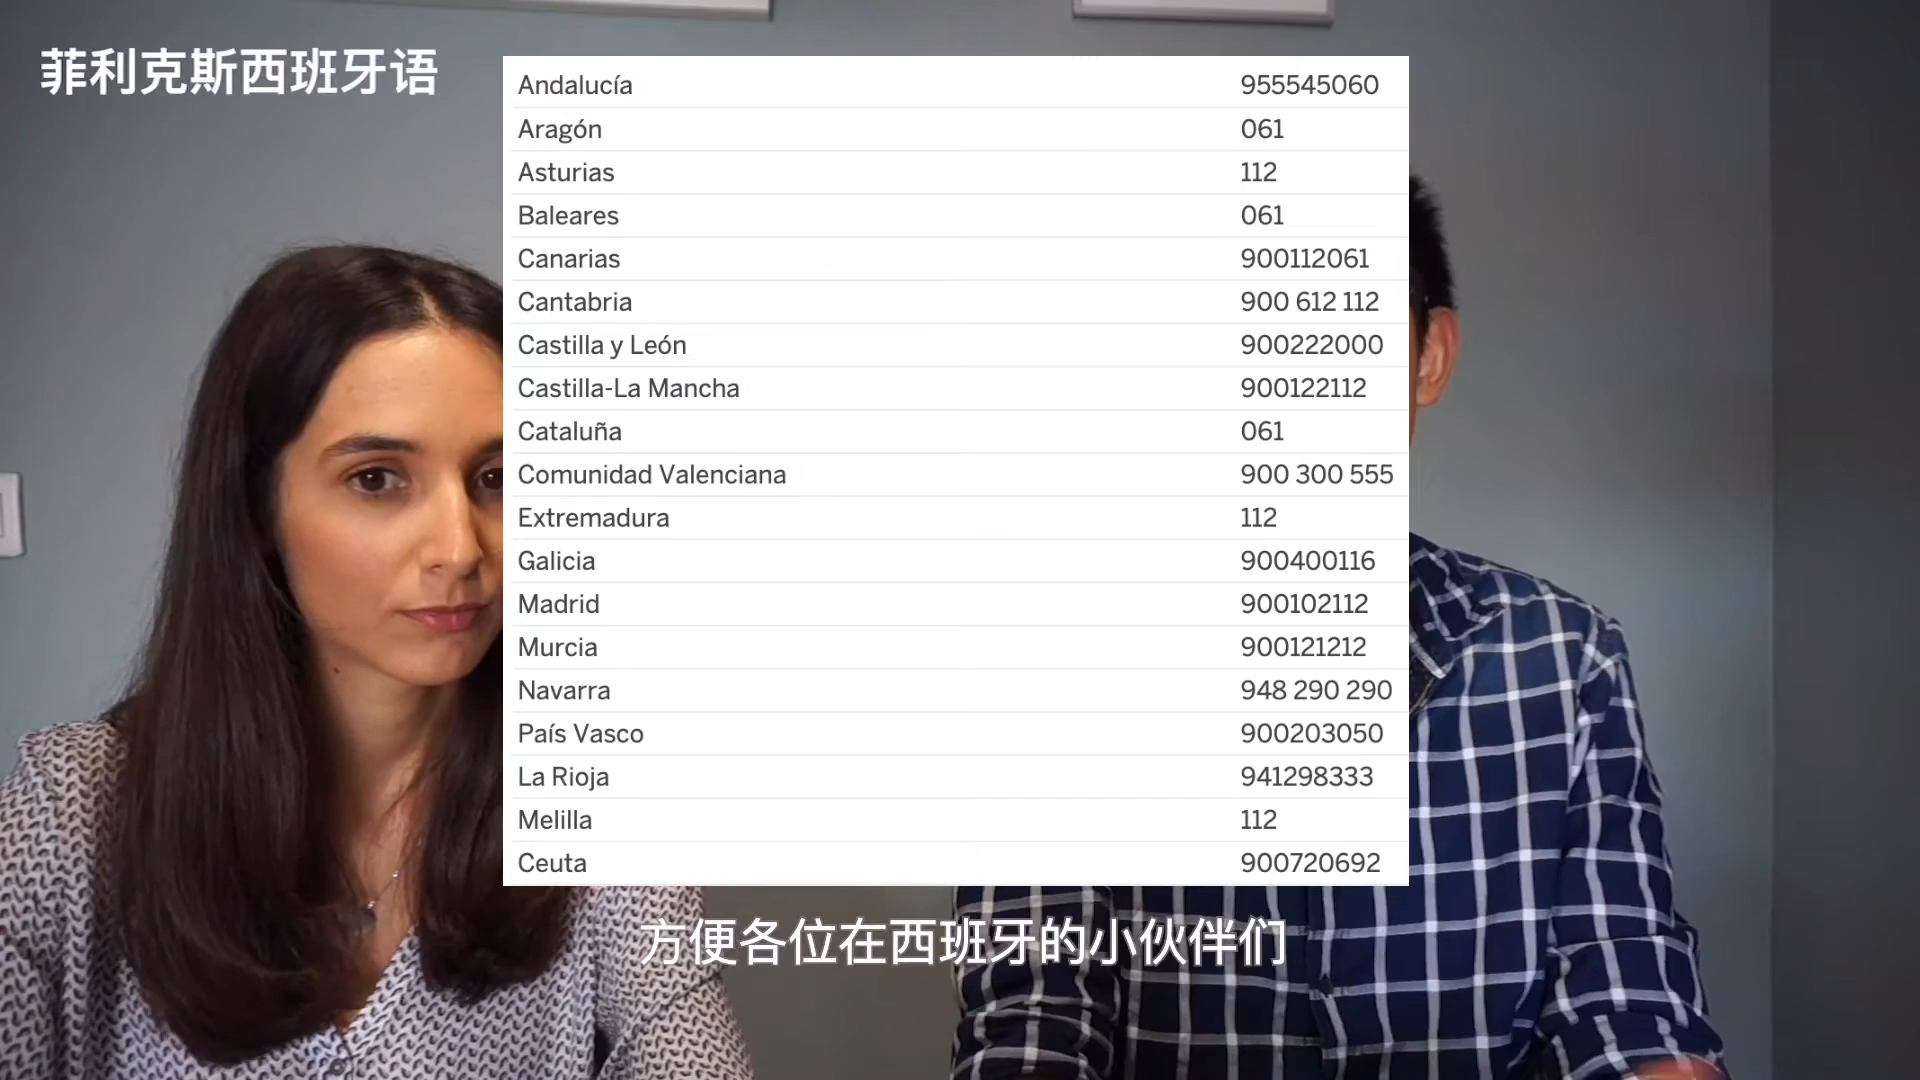 菲利克斯西班牙语
Andalucía 955545060
Aragón 061
Asturias 112
Baleares 061
Canarias 900112061
Cantabria 900 612 112
Castilla y León 900222000
Castilla-La Mancha 900122112
Cataluña 061
Comunidad Valenciana 900 300 555
Extremadura 112
Galicia 900400116
Madrid 900102112
Murcia 900121212
Navarra 948 290 290
País Vasco 900203050
La Rioja 941298333
Melilla 112
Ceuta 900720692
方便各位在西班牙的小伙伴们